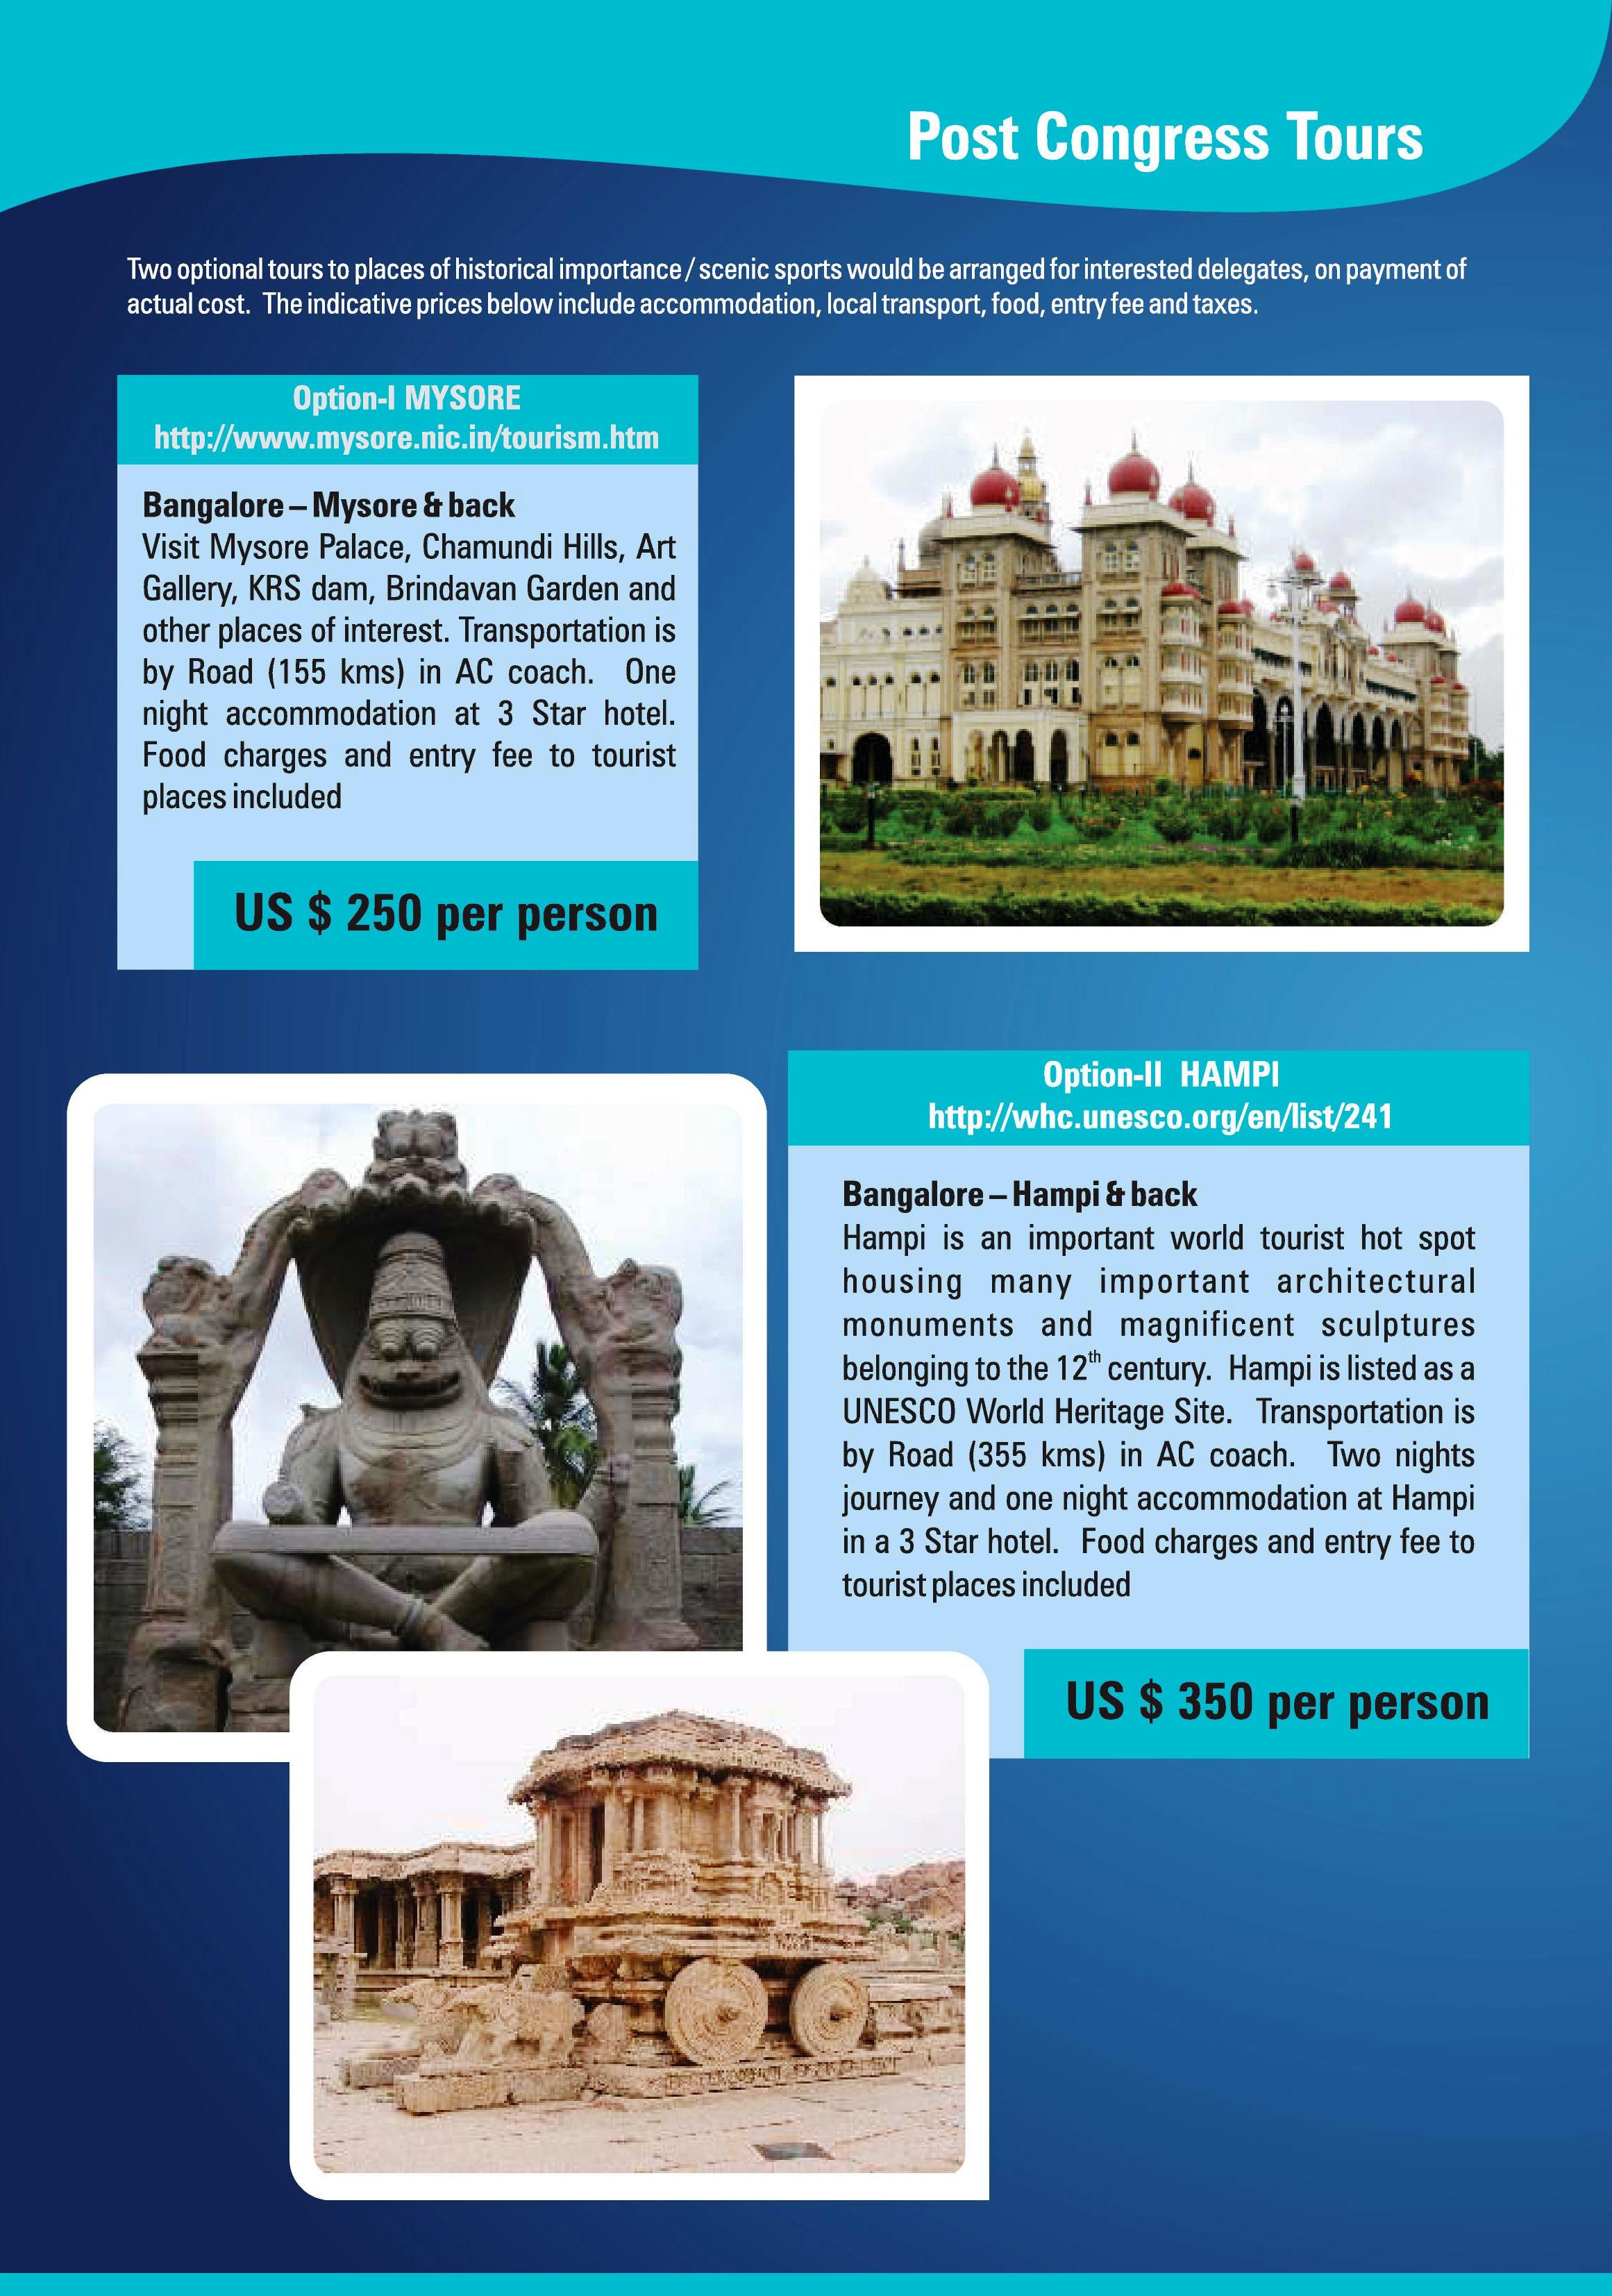 Post Congress Tours
Two optional tours to places of historical importance / scenic sports would be arranged for interested delegates, on payment of
actual cost. The indicative prices below include accommodation, local transport, food, entry fee and taxes.
Option-I MYSORE
http://www.mysore.nic.in/tourism.htm
Bangalore – Mysore & back
Visit Mysore Palace, Chamundi Hills, Art
Gallery, KRS dam, Brindavan Garden and
other places of interest. Transportation is
by Road (155 kms) in AC coach. One
night accommodation at 3 Star hotel.
Food charges and entry fee to tourist
places included
US $ 250 per person
Option-II HAMPI
http://whc.unesco.org/en/list/241
Bangalore – Hampi & back
Hampi is an important world tourist hot spot
housing many important architectural
monuments and magnificent sculptures
belonging to the 12th century. Hampi is listed as a
UNESCO World Heritage Site. Transportation is
by Road (355 kms) in AC coach. Two nights
journey and one night accommodation at Hampi
in a 3 Star hotel. Food charges and entry fee to
tourist places included
US $ 350 per person